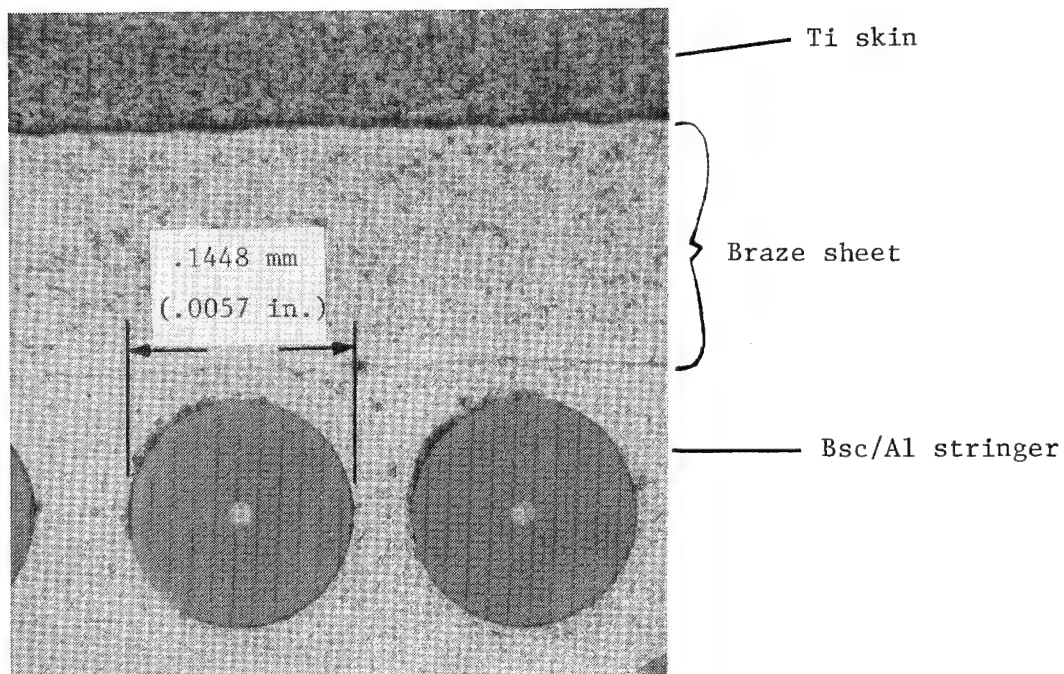 Ti skin
.1448 mm
(.0057 in.)
Braze sheet
Bsc/Al stringer